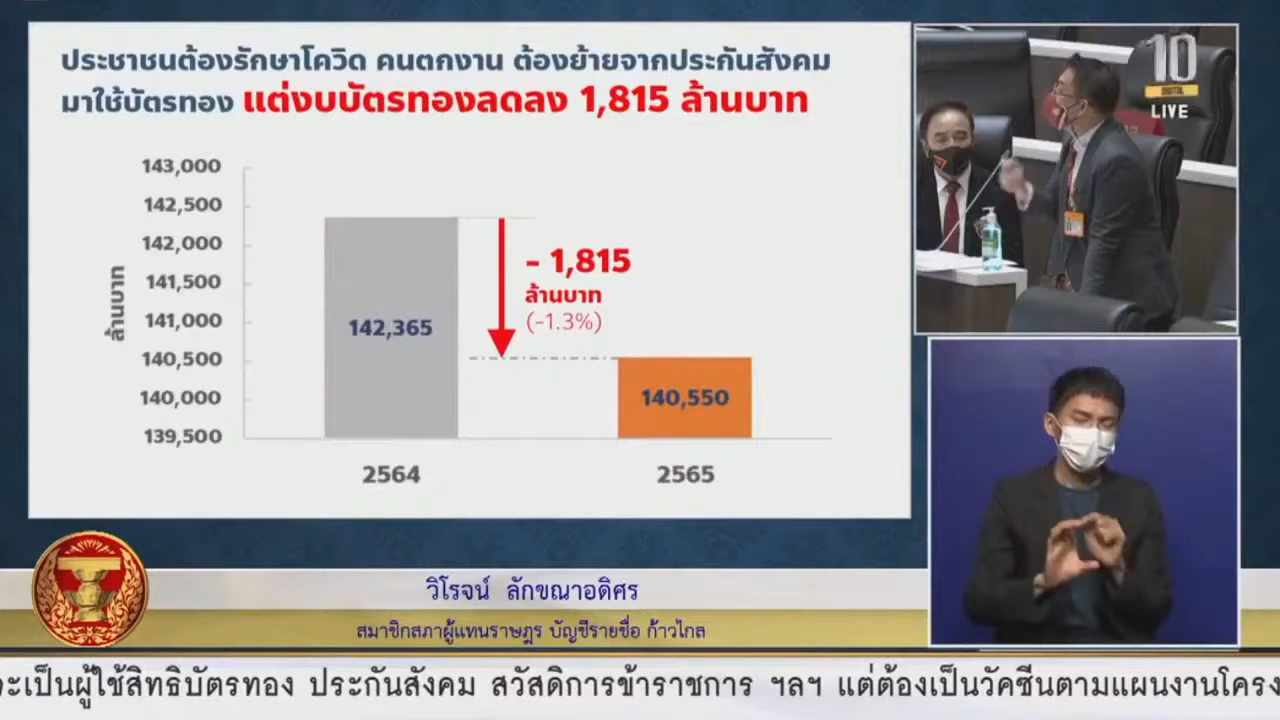 ประชาชนต้องรักษาโควิด คนตกงาน ต้องย้ายจากประกันสังคม
มาใช้บัตรทอง แต่งบบัตรทองลดลง 1,815 ล้านบาท
ล้านบาท
143,000
142,500
142,000
141,500
141,000
140,500
140,000
139,500
142,365
- 1,815
ล้านบาท
(-1.3%)
140,550
2564
2565
10
DIGITAL
LIVE
วิโรจน์ ลักขณาอดิศร
สมาชิกสภาผู้แทนราษฎร บัญชีรายชื่อ ก้าวไกล
จะเป็นผู้ใช้สิทธิบัตรทอง ประกันสังคม สวัสดิการข้าราชการ ฯลฯ แต่ต้องเป็นวัคซีนตามแผนงานโครง